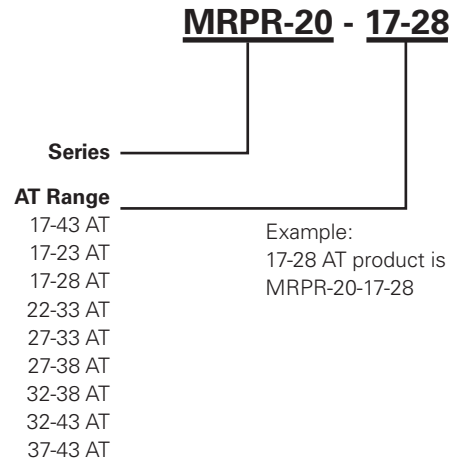 MRPR-20 - 17-28
Series
AT Range
17-43 AT
17-23 AT
17-28 AT
22-33 AT
27-33 AT
27-38 AT
32-38 AT
32-43 AT
37-43 AT
Example:
17-28 AT product is
MRPR-20-17-28